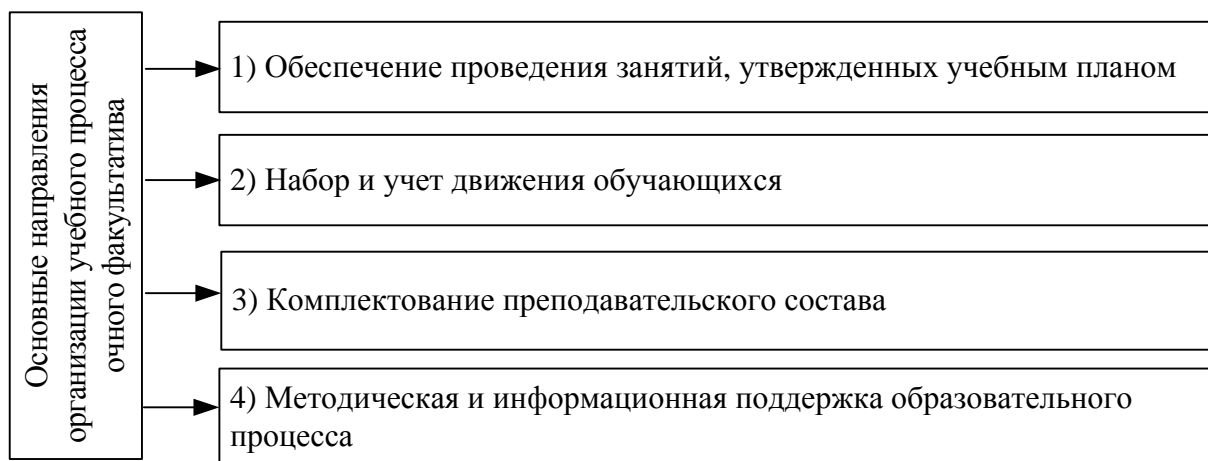 Основные направления
организации учебного процесса
очного факультатива
1) Обеспечение проведения занятий, утвержденных учебным планом
2) Набор и учет движения обучающихся
3) Комплектование преподавательского состава
4) Методическая и информационная поддержка образовательного
процесса